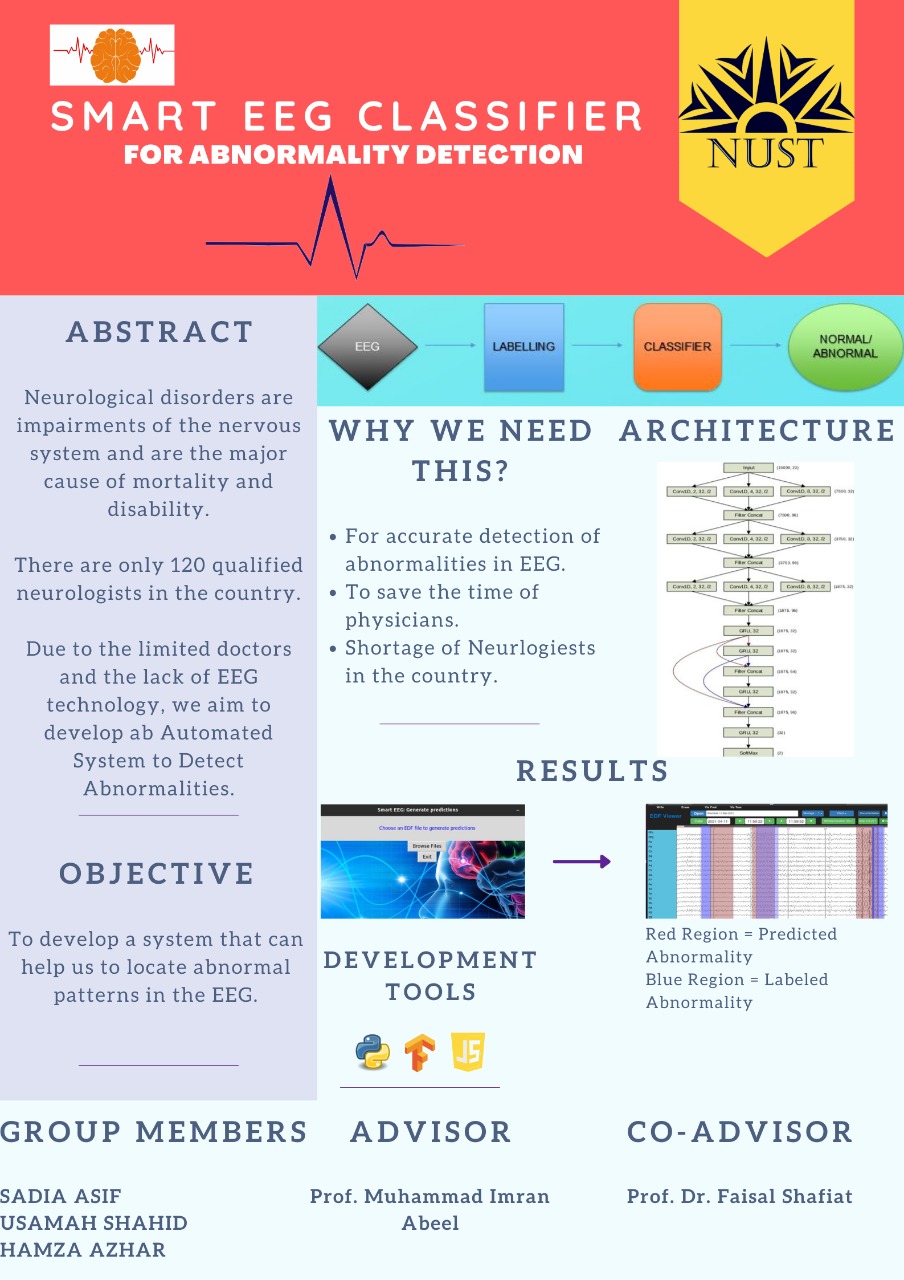 SMART EEG CLASSIFIER
FOR ABNORMALITY DETECTION
NUST
ABSTRACT
Neurological disorders are
impairments of the nervous
system and are the major
cause of mortality and
disability.
There are only 120 qualified
neurologists in the country.
Due to the limited doctors
and the lack of EEG
technology, we aim to
develop ab Automated
System to Detect
Abnormalities.
OBJECTIVE
To develop a system that can
help us to locate abnormal
patterns in the EEG.
EEG
LABELLING
CLASSIFIER
NORMAL/
ABNORMAL
WHY WE NEED
THIS?
• For accurate detection of
abnormalities in EEG.
• To save the time of
physicians.
• Shortage of Neurlogiests
in the country.
ARCHITECTURE
Input
Conv1D, 2, 32, /2 Conv1D, 4, 32, /2 Conv1D, 8, 32, /2
Filter Concat
Conv1D, 2, 32, /2 Conv1D, 4, 32, /2 Conv1D, 8, 32, /2
Filter Concat
Conv1D, 2, 32, /2 Conv1D, 4, 32, /2 Conv1D, 8, 32, /2
Filter Concat
GRU, 32
GRU, 32
Filter Concat
GRU, 32
Filter Concat
GRU, 32
SoftMax
RESULTS
Smart EEG: Generate predictions
Choose an EDF file to generate predictions
Browse Files
Exit
EDF Viewer
Open
Red Region = Predicted
Abnormality
Blue Region = Labeled
Abnormality
DEVELOPMENT
TOOLS
JS
GROUP MEMBERS
SADIA ASIF
USAMAH SHAHID
HAMZA AZHAR
ADVISOR
Prof. Muhammad Imran
Abeel
CO-ADVISOR
Prof. Dr. Faisal Shafiat